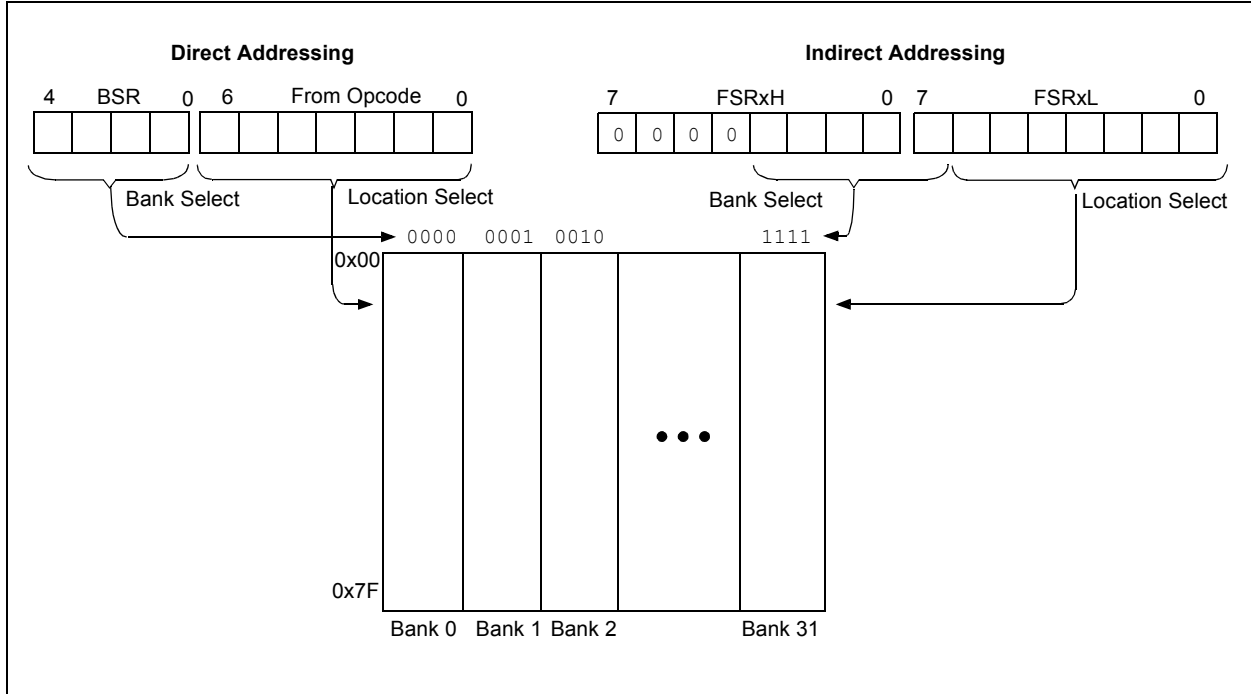 Direct Addressing
Indirect Addressing
4 BSR 0 6 From Opcode 0
7 FSRxH 0 7 FSRxL 0
0 0 0 0
Bank Select
Location Select
Bank Select
Location Select
0000 0001 0010 1111
0x00
0x7F
Bank 0 Bank 1 Bank 2 Bank 31